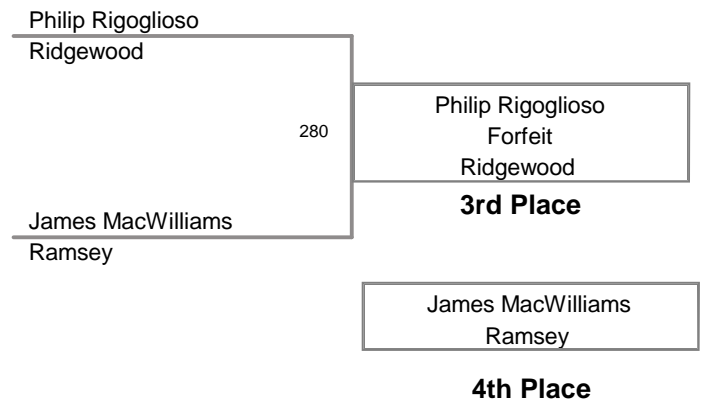 Philip Rigoglioso
Ridgewood
280
Philip Rigoglioso
Forfeit
Ridgewood
3rd Place
James MacWilliams
Ramsey
James MacWilliams
Ramsey
4th Place